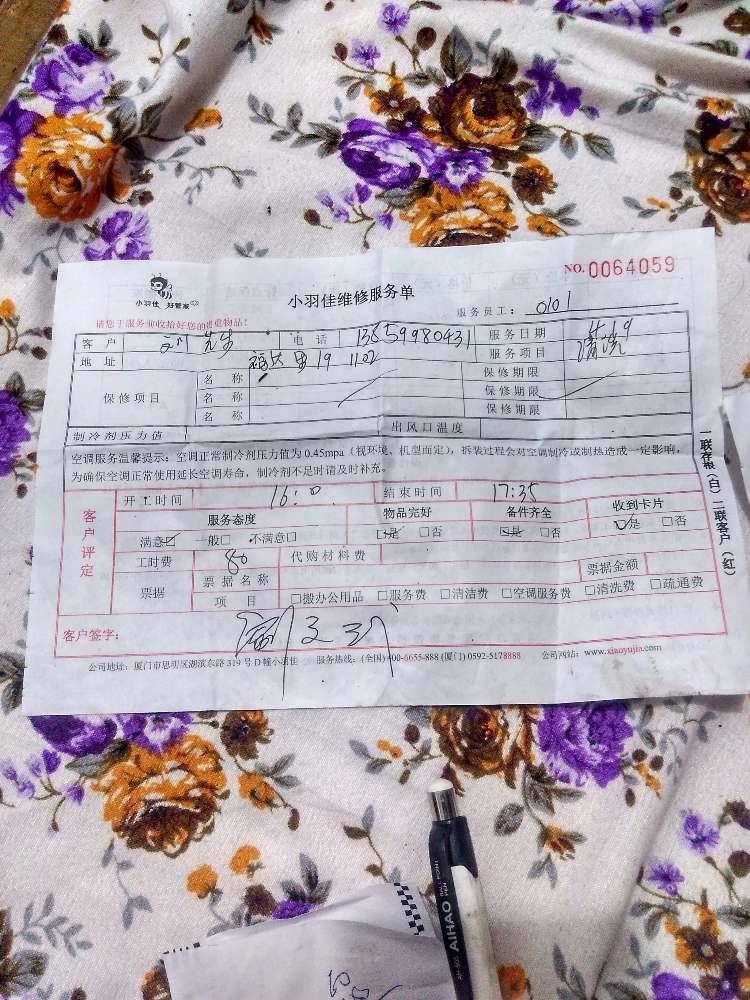 小羽佳 好管家
小羽佳维修服务单
NO. 0064059
请您于服务前收拾好您的贵重物品!
服务员工: 0101
客户 先生 电话 13859980431 服务日期
地址 19 1102 服务项目 清洗
保修项目 名称 保修期限
名称 保修期限
名称 保修期限
制冷剂压力值 出风口温度
空调服务温馨提示: 空调正常制冷剂压力值为 0.45mpa (视环境、机型而定), 拆装过程会对空调制冷或制热造成一定影响,
为确保空调正常使用延长空调寿命, 制冷剂不足时请及时补充。
开工时间 16:0 结束时间 17:35
客户评定
服务态度 物品完好 备件齐全 收到卡片
满意☑ 一般□ 不满意□ ☑是 □否 ☑是 □否 ☑是 □否
工时费 80 代购材料费
票据 票据名称 票据金额
项目 □搬办公用品 □服务费 □清洁费 □空调服务费 □清洗费 □疏通费
客户签字:
公司地址: 厦门市思明区湖滨东路 319 号 D 幢小羽佳 服务热线: (全国) 400-6655-888 (厦门) 0592-5178888 公司网站: www.xiaoyujia.com
一联存根(白) 二联客户(红)
AIHAO
BALL POINT PEN